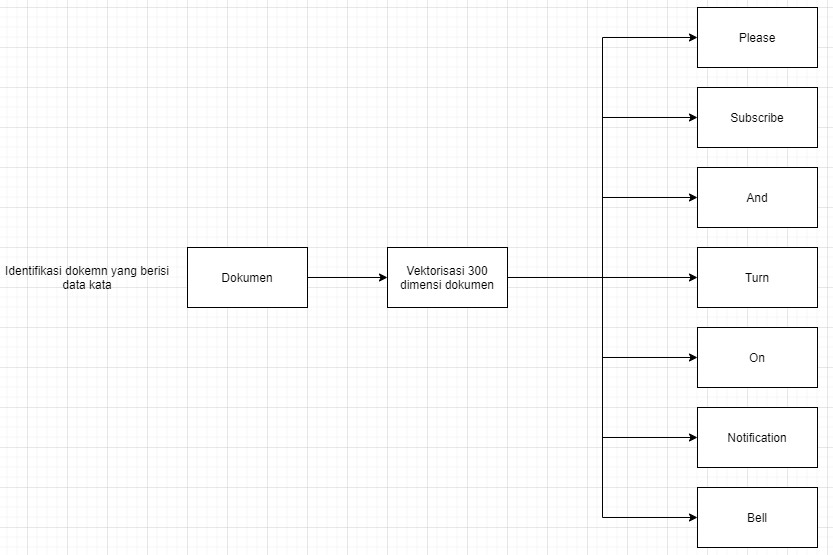 Identifikasi dokemn yang berisi
data kata
Dokumen
Vektorisasi 300
dimensi dokumen
Please
Subscribe
And
Turn
On
Notification
Bell